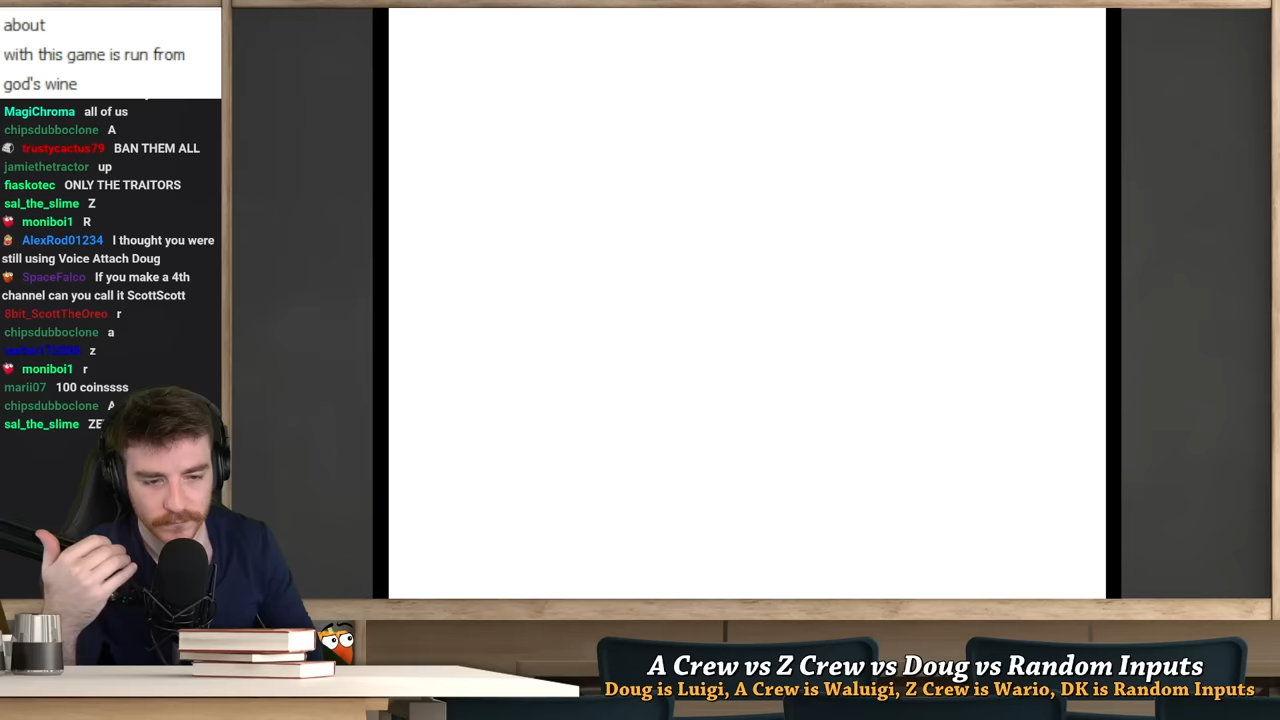 about
with this game is run from
god's wine
MagiChroma all of us
chipsdubboclone A
trustycactus79 BAN THEM ALL
jamiethetractor up
fiaskotec ONLY THE TRAITORS
sal_the_slime Z
moniboi1 R
AlexRod01234 I thought you were
still using Voice Attach Doug
SpaceFalco If you make a 4th
channel can you call it ScottScott
8bit_ScottTheOreo r
chipsdubboclone a
z
moniboi1 r
marii07 100 coinssss
chipsdubboclone A
sal_the_slime ZE
A Crew vs Z Crew vs Doug vs Random Inputs
Doug is Luigi, A Crew is Waluigi, Z Crew is Wario, DK is Random Inputs